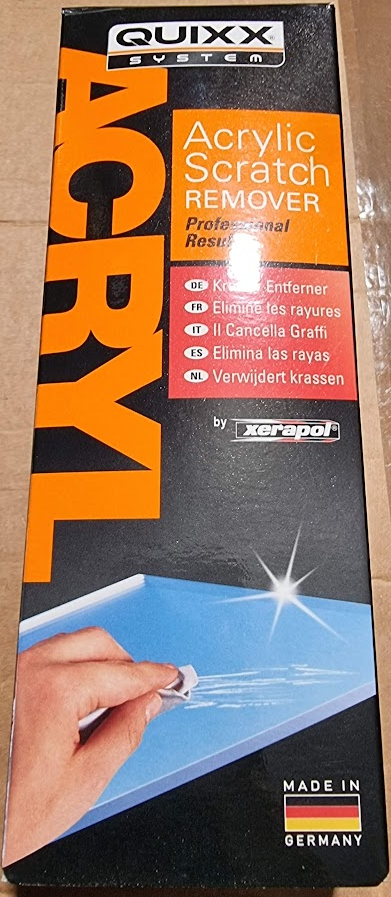 QUIXX®
SYSTEM
ACRYL
Acrylic
Scratch
REMOVER
Professional
DE Entferner
FR Elimine les rayures
IT Il Cancella Graffi
ES Elimina las rayas
NL Verwijdert krassen
by xerapol®
MADE IN
GERMANY